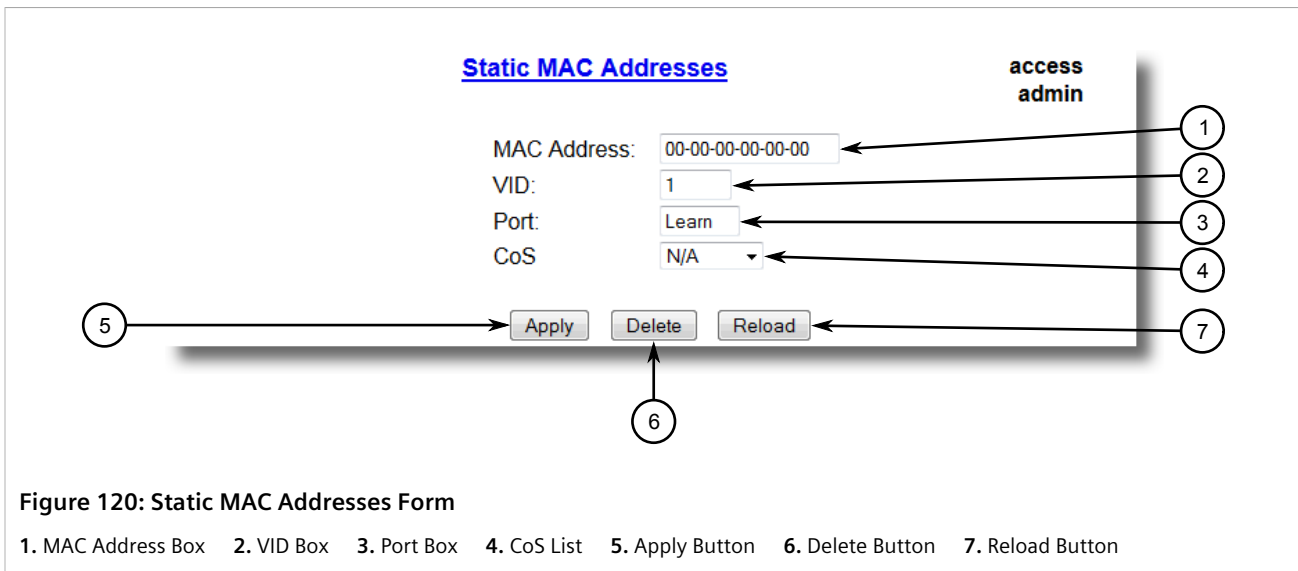 Static MAC Addresses
access
admin
MAC Address: 00-00-00-00-00-00 1
VID: 1 2
Port: Learn 3
CoS N/A 4
5 Apply Delete Reload 7
6
Figure 120: Static MAC Addresses Form
1. MAC Address Box 2. VID Box 3. Port Box 4. CoS List 5. Apply Button 6. Delete Button 7. Reload Button